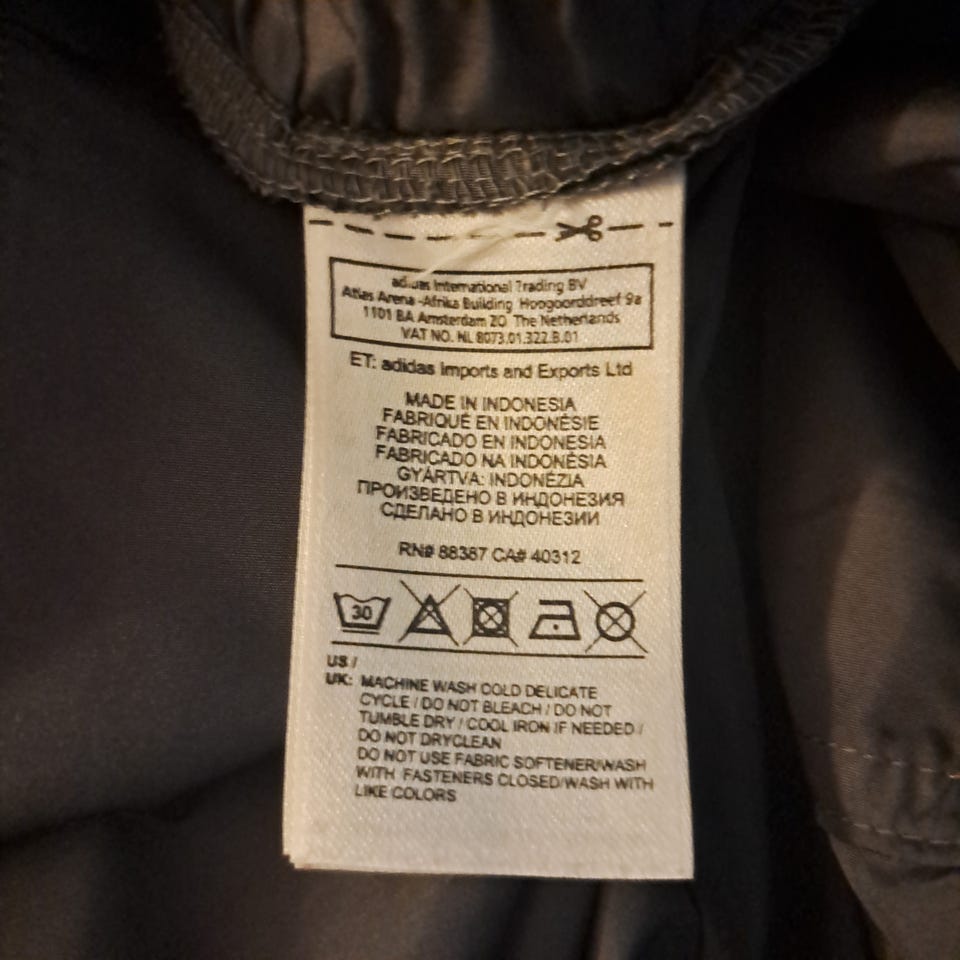 adidas International Trading BV
Atlas Arena -Afrika Building Hoogoorddreef 9a
1101 BA Amsterdam ZO The Netherlands
VAT NO. NL 8073.01.322.B.01
ET: adidas Imports and Exports Ltd
MADE IN INDONESIA
FABRIQUÉ EN INDONÉSIE
FABRICADO EN INDONESIA
FABRICADO NA INDONÉSIA
GYÁRTVA: INDONÉZIA
ПРОИЗВЕДЕНО В ИНДОНЕЗИЯ
СДЕЛАНО В ИНДОНЕЗИИ
RN# 88387 CA# 40312
30
US /
UK: MACHINE WASH COLD DELICATE
CYCLE / DO NOT BLEACH / DO NOT
TUMBLE DRY / COOL IRON IF NEEDED /
DO NOT DRYCLEAN
DO NOT USE FABRIC SOFTENER/WASH
WITH FASTENERS CLOSED/WASH WITH
LIKE COLORS